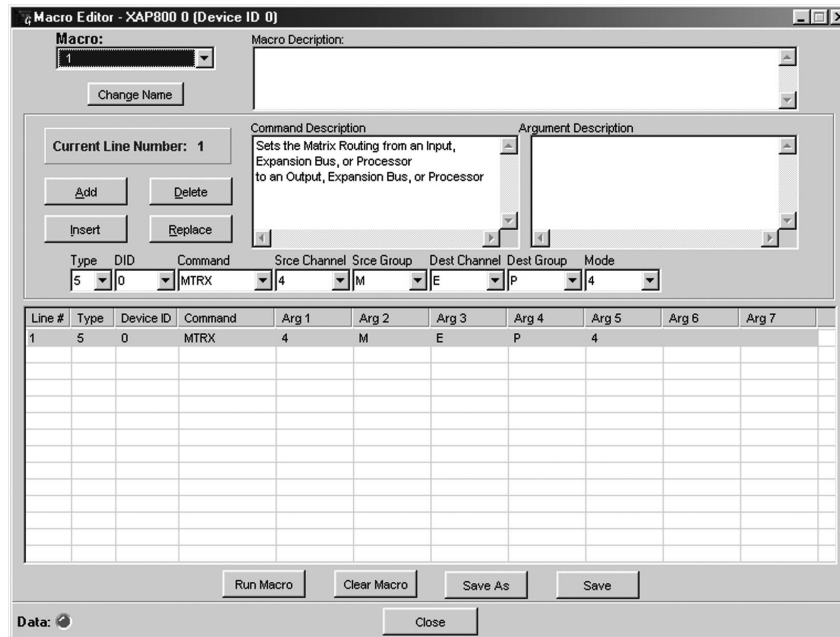 Macro Editor - XAP800 0 (Device ID 0)
Macro:
1
Change Name
Macro Decription:
Current Line Number: 1
Add
Delete
Insert
Replace
Command Description
Sets the Matrix Routing from an Input,
Expansion Bus, or Processor
to an Output, Expansion Bus, or Processor
Argument Description
Type DID Command Srce Channel Srce Group Dest Channel Dest Group Mode
5 0 MTRX 4 M E P 4
Line # Type Device ID Command Arg 1 Arg 2 Arg 3 Arg 4 Arg 5 Arg 6 Arg 7
1 5 0 MTRX 4 M E P 4
Run Macro Clear Macro Save As Save
Data: Close